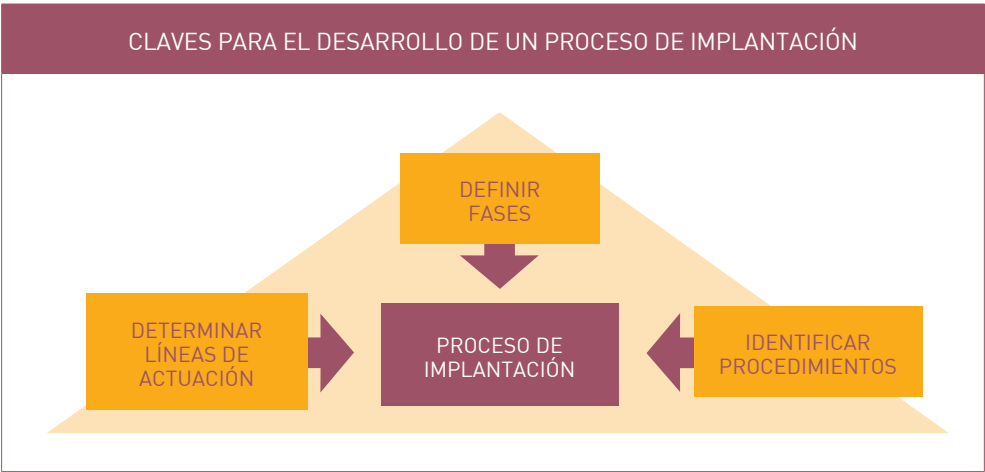 CLAVES PARA EL DESARROLLO DE UN PROCESO DE IMPLANTACIÓN
DEFINIR
FASES
DETERMINAR
LÍNEAS DE
ACTUACIÓN
PROCESO DE
IMPLANTACIÓN
IDENTIFICAR
PROCEDIMIENTOS